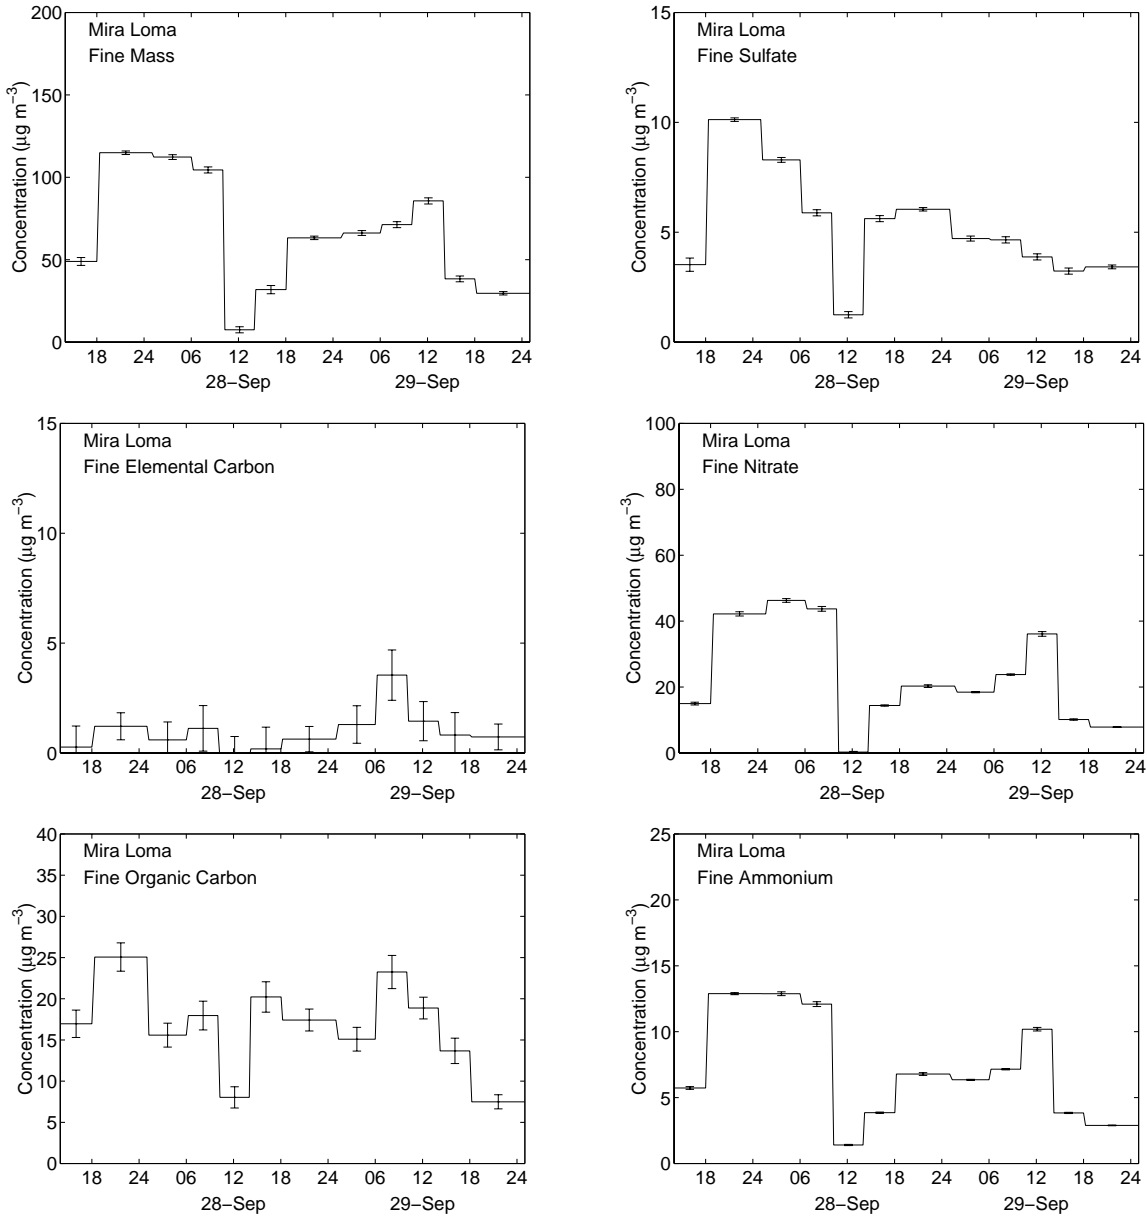 Mira Loma
Fine Mass
Concentration (μg m−3)
200
150
100
50
0
18 24 06 12 18 24 06 12 18 24
28−Sep 29−Sep
Mira Loma
Fine Sulfate
Concentration (μg m−3)
15
10
5
0
18 24 06 12 18 24 06 12 18 24
28−Sep 29−Sep
Mira Loma
Fine Elemental Carbon
Concentration (μg m−3)
15
10
5
0
18 24 06 12 18 24 06 12 18 24
28−Sep 29−Sep
Mira Loma
Fine Nitrate
Concentration (μg m−3)
100
80
60
40
20
0
18 24 06 12 18 24 06 12 18 24
28−Sep 29−Sep
Mira Loma
Fine Organic Carbon
Concentration (μg m−3)
40
35
30
25
20
15
10
5
0
18 24 06 12 18 24 06 12 18 24
28−Sep 29−Sep
Mira Loma
Fine Ammonium
Concentration (μg m−3)
25
20
15
10
5
0
18 24 06 12 18 24 06 12 18 24
28−Sep 29−Sep